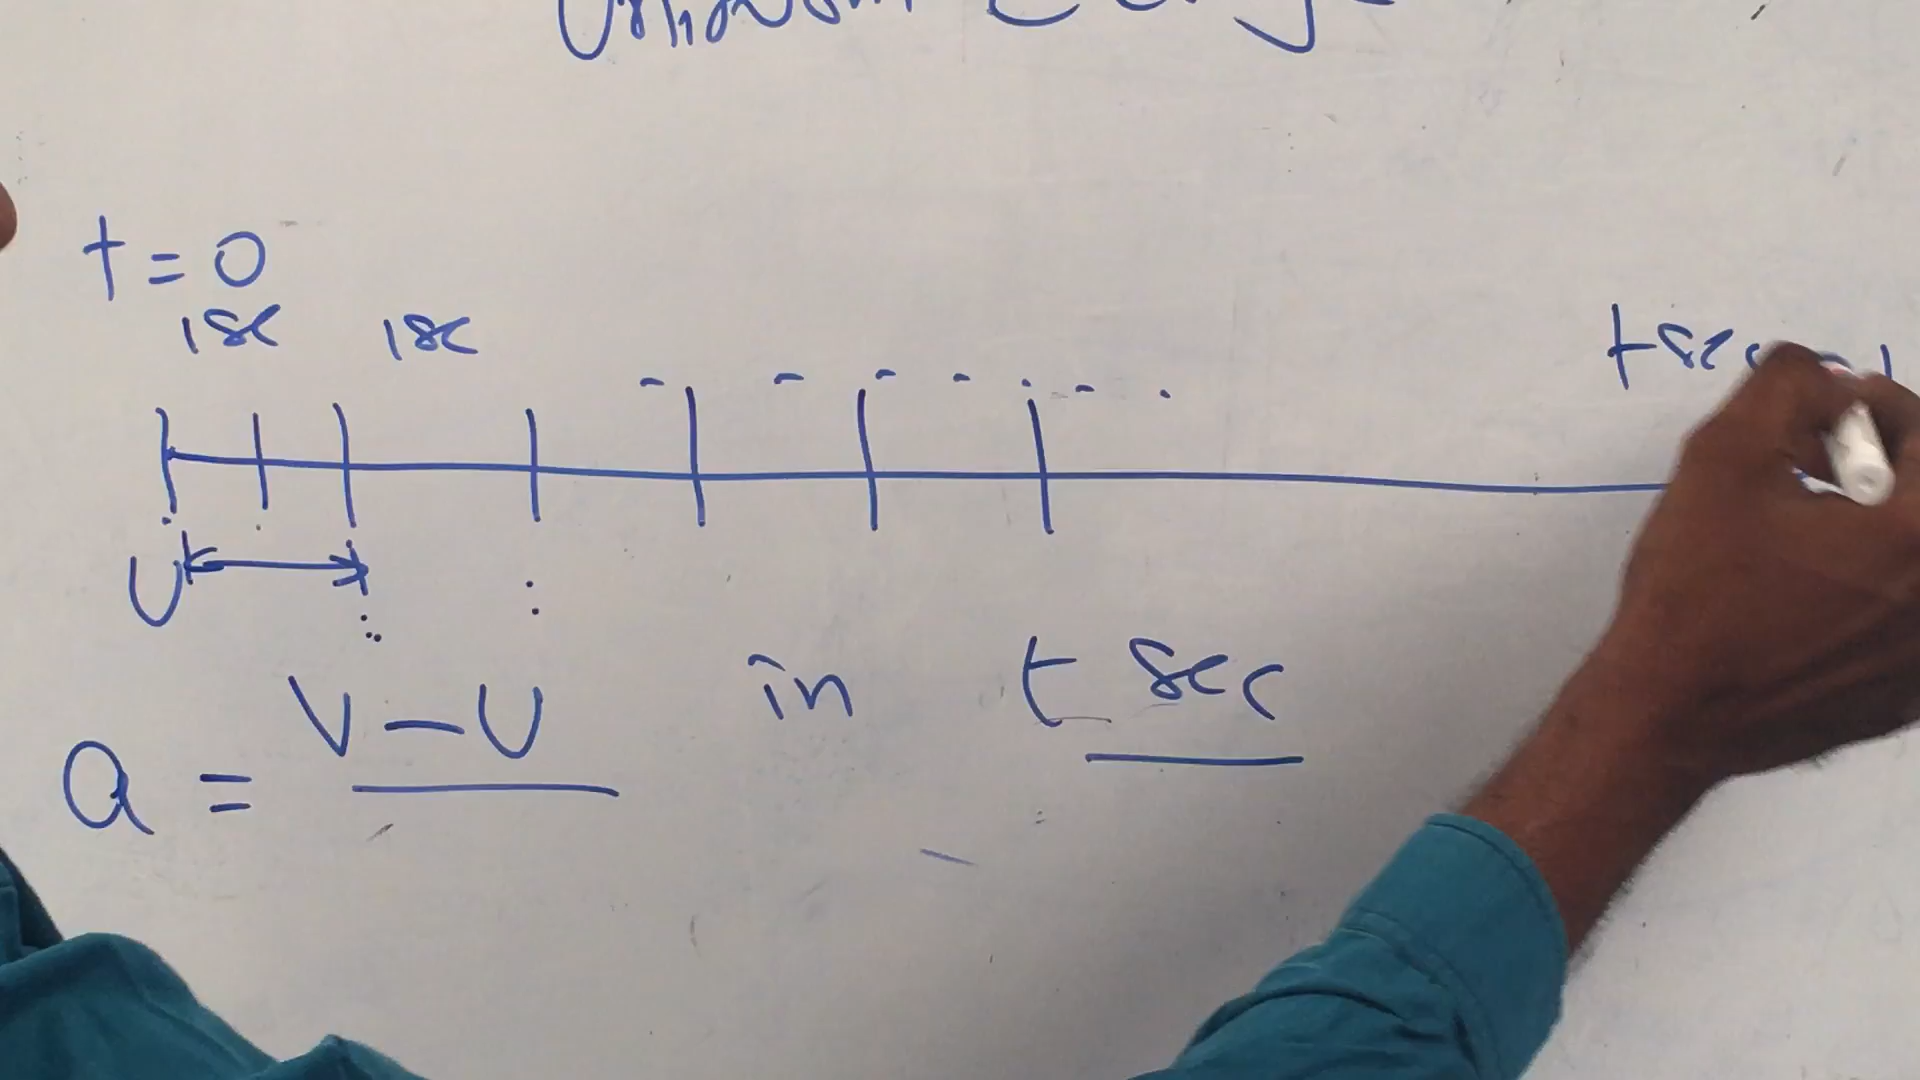 t = 0
1sec 1sec
U
V - U in t sec
a =